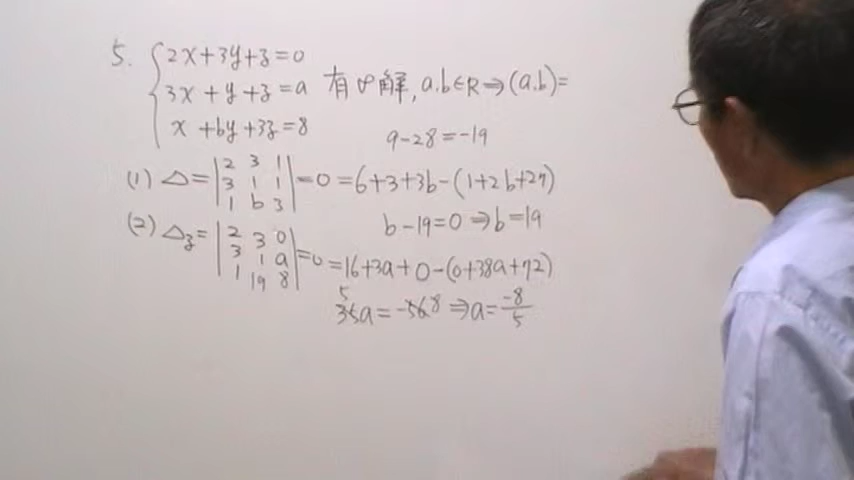 5. { 2x+3y+z=0
3x+y+z=a 有∞解, a.b∈R⇒(a.b)=
x+by+3z=8
9-28=-19
(1) △=|2 3 1; 3 1 1; 1 b 3|=0=6+3+3b-(1+2b+27)
b-19=0⇒b=19
(2) △z=|2 3 0; 3 1 a; 1 19 8|=0=16+3a+0-(0+38a+72)
35a=-56 ⇒a=-8/5
5 8